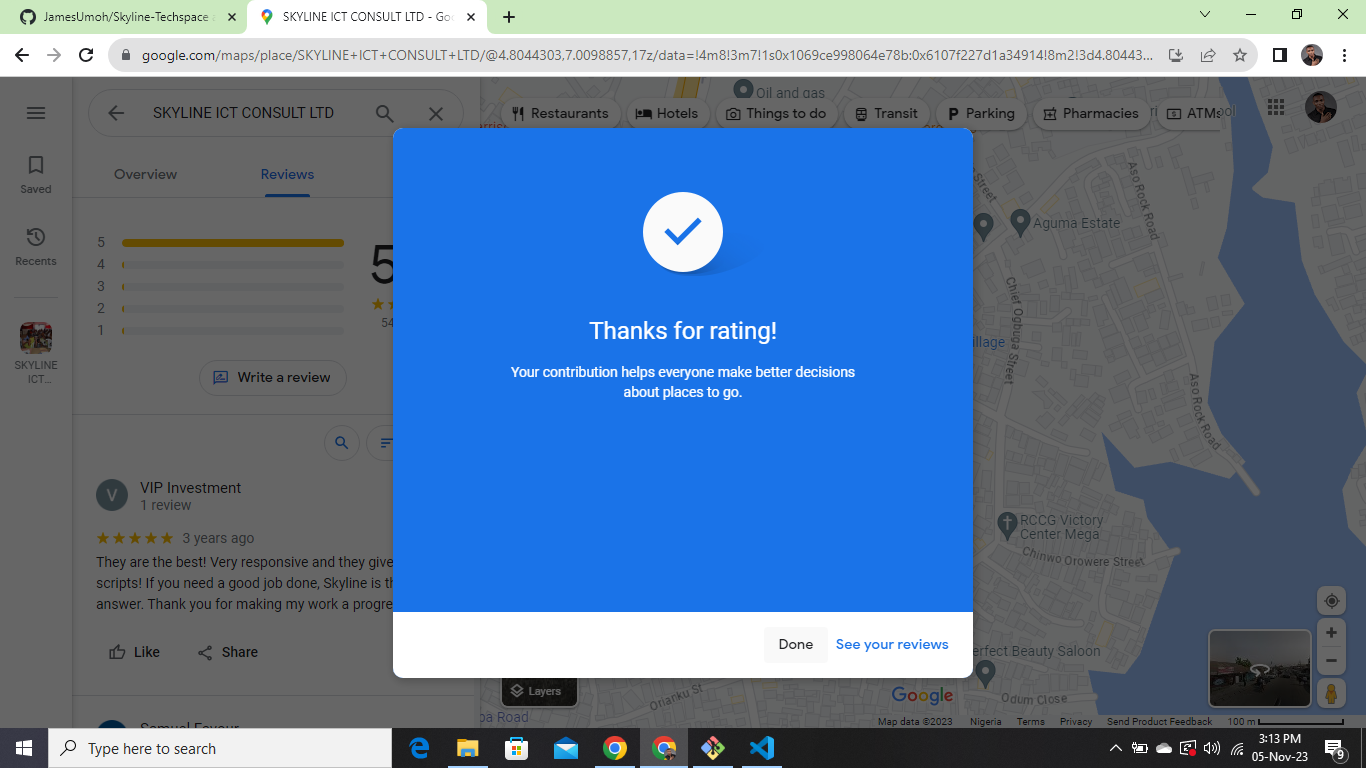 JamesUmoh/Skyline-Techspace
SKYLINE ICT CONSULT LTD - Goo
google.com/maps/place/SKYLINE+ICT+CONSULT+LTD/@4.8044303,7.0098857,17z/data=!4m8!3m7!1s0x1069ce998064e78b:0x6107f227d1a34914!8m2!3d4.80443...
SKYLINE ICT CONSULT LTD
Oil and gas
Restaurants
Hotels
Things to do
Transit
Parking
Pharmacies
ATMs
Saved
Recents
SKYLINE
ICT...
Overview
Reviews
5
4
3
2
1
5
54
Write a review
VIP Investment
V
1 review
3 years ago
They are the best! Very responsive and they give
scripts! If you need a good job done, Skyline is th
answer. Thank you for making my work a progre
Like
Share
Samuel Favour
Thanks for rating!
Your contribution helps everyone make better decisions
about places to go.
Done
See your reviews
Street
Aso Rock Road
Aguma Estate
Chief Ogbuga Street
illage
Aso Rock Road
RCCG Victory
Center Mega
Chinwo Orowere Street
erfect Beauty Saloon
Odum Close
Orianku St
pa Road
Layers
Google
Map data ©2023
Nigeria
Terms
Privacy
Send Product Feedback
100 m
Type here to search
3:13 PM
05-Nov-23
9